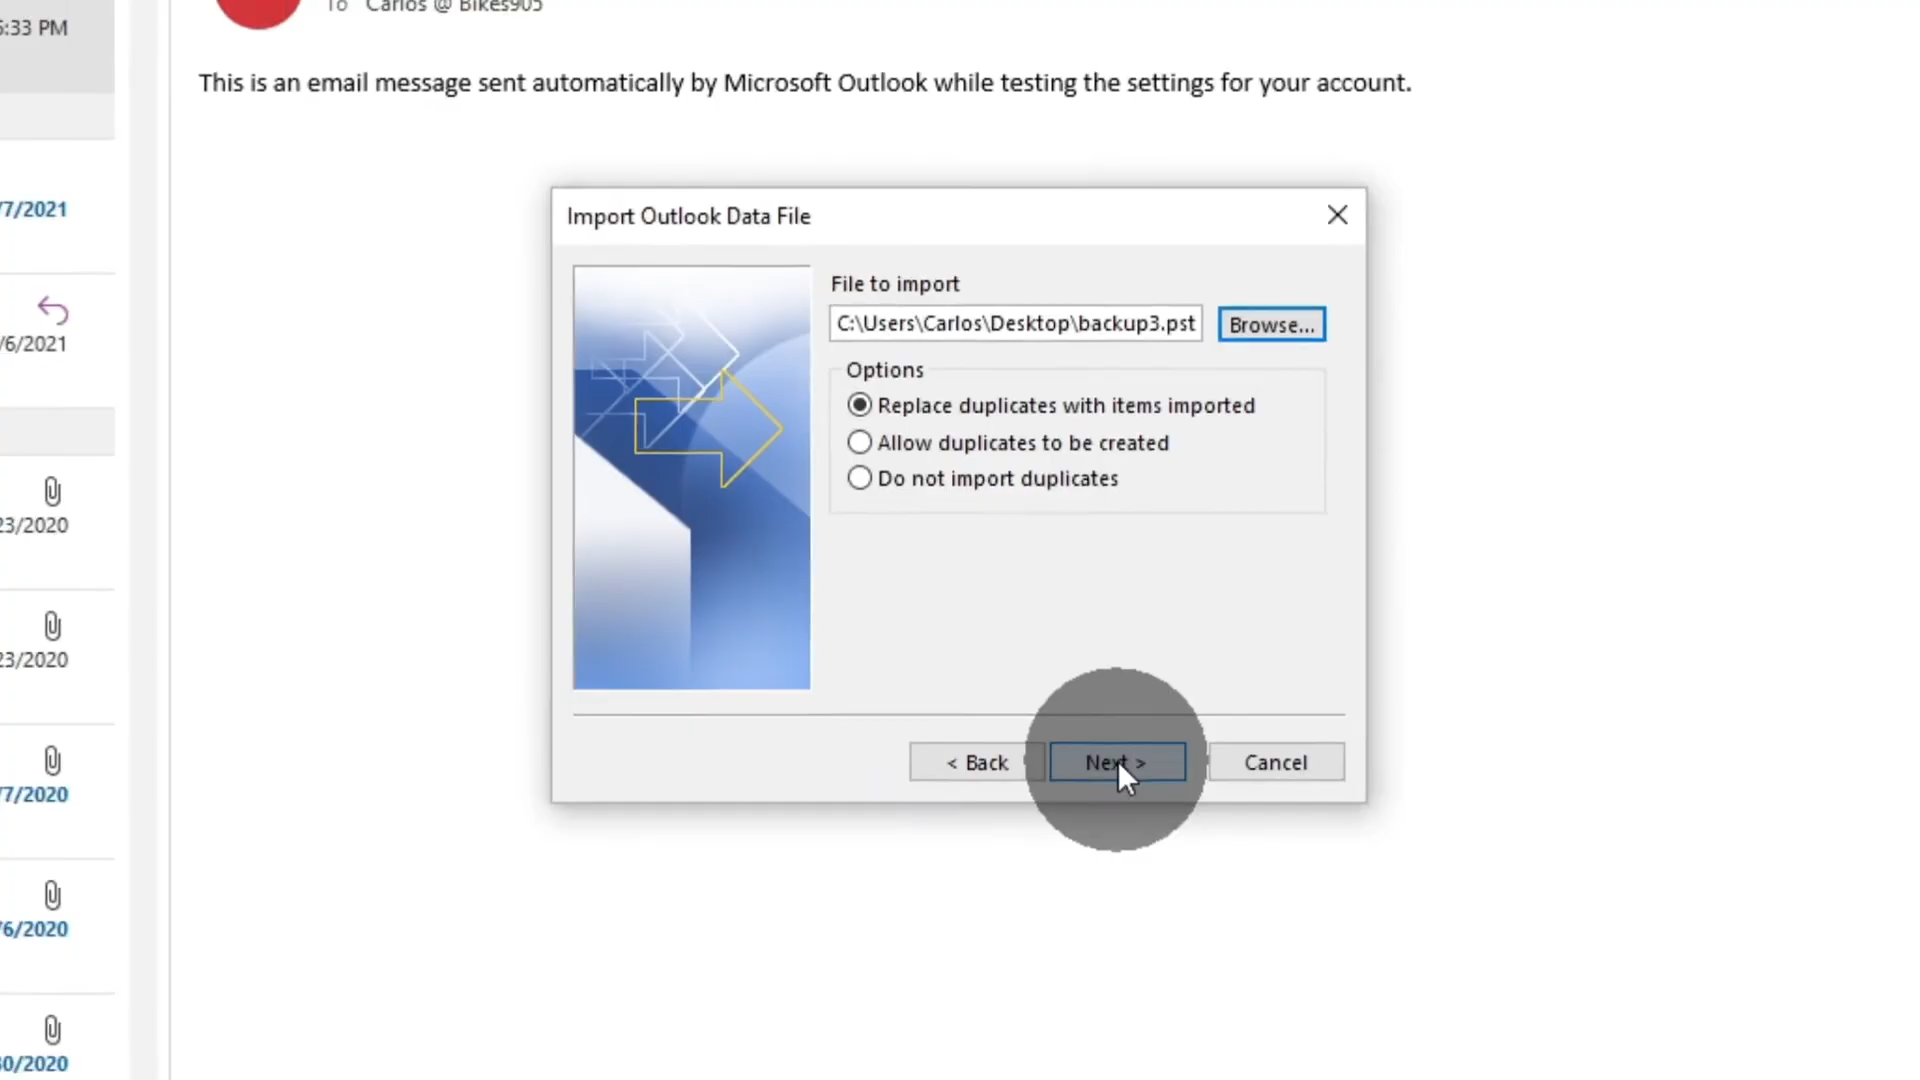 5:33 PM
To Carlos @ Bikes905
This is an email message sent automatically by Microsoft Outlook while testing the settings for your account.
/7/2021
/6/2021
23/2020
23/2020
/7/2020
/6/2020
30/2020
Import Outlook Data File
File to import
C:\Users\Carlos\Desktop\backup3.pst
Browse...
Options
Replace duplicates with items imported
Allow duplicates to be created
Do not import duplicates
< Back
Next >
Cancel